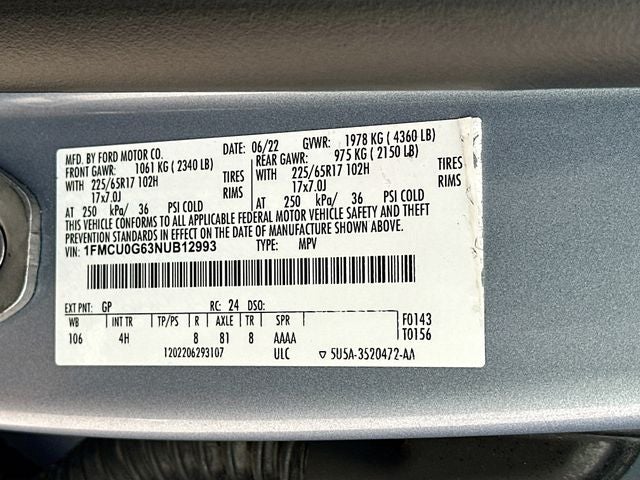 MFD. BY FORD MOTOR CO. DATE: 06/22 GVWR: 1978 KG ( 4360 LB)
FRONT GAWR: 1061 KG ( 2340 LB) REAR GAWR: 975 KG ( 2150 LB)
WITH 225/65R17 102H TIRES WITH 225/65R17 102H TIRES
17x7.0J RIMS 17x7.0J RIMS
AT 250 kPa/ 36 PSI COLD AT 250 kPa/ 36 PSI COLD
THIS VEHICLE CONFORMS TO ALL APPLICABLE FEDERAL MOTOR VEHICLE SAFETY AND THEFT
PREVENTION STANDARDS IN EFFECT ON THE DATE OF MANUFACTURE SHOWN ABOVE.
VIN: 1FMCU0G63NUB12993 TYPE: MPV
EXT PNT: GP RC: 24 DSO:
WB INT TR TP/PS R AXLE TR SPR F0143
106 4H 8 81 8 AAAA T0156
1202206293107 ULC ▽ 5U5A-3520472-AA